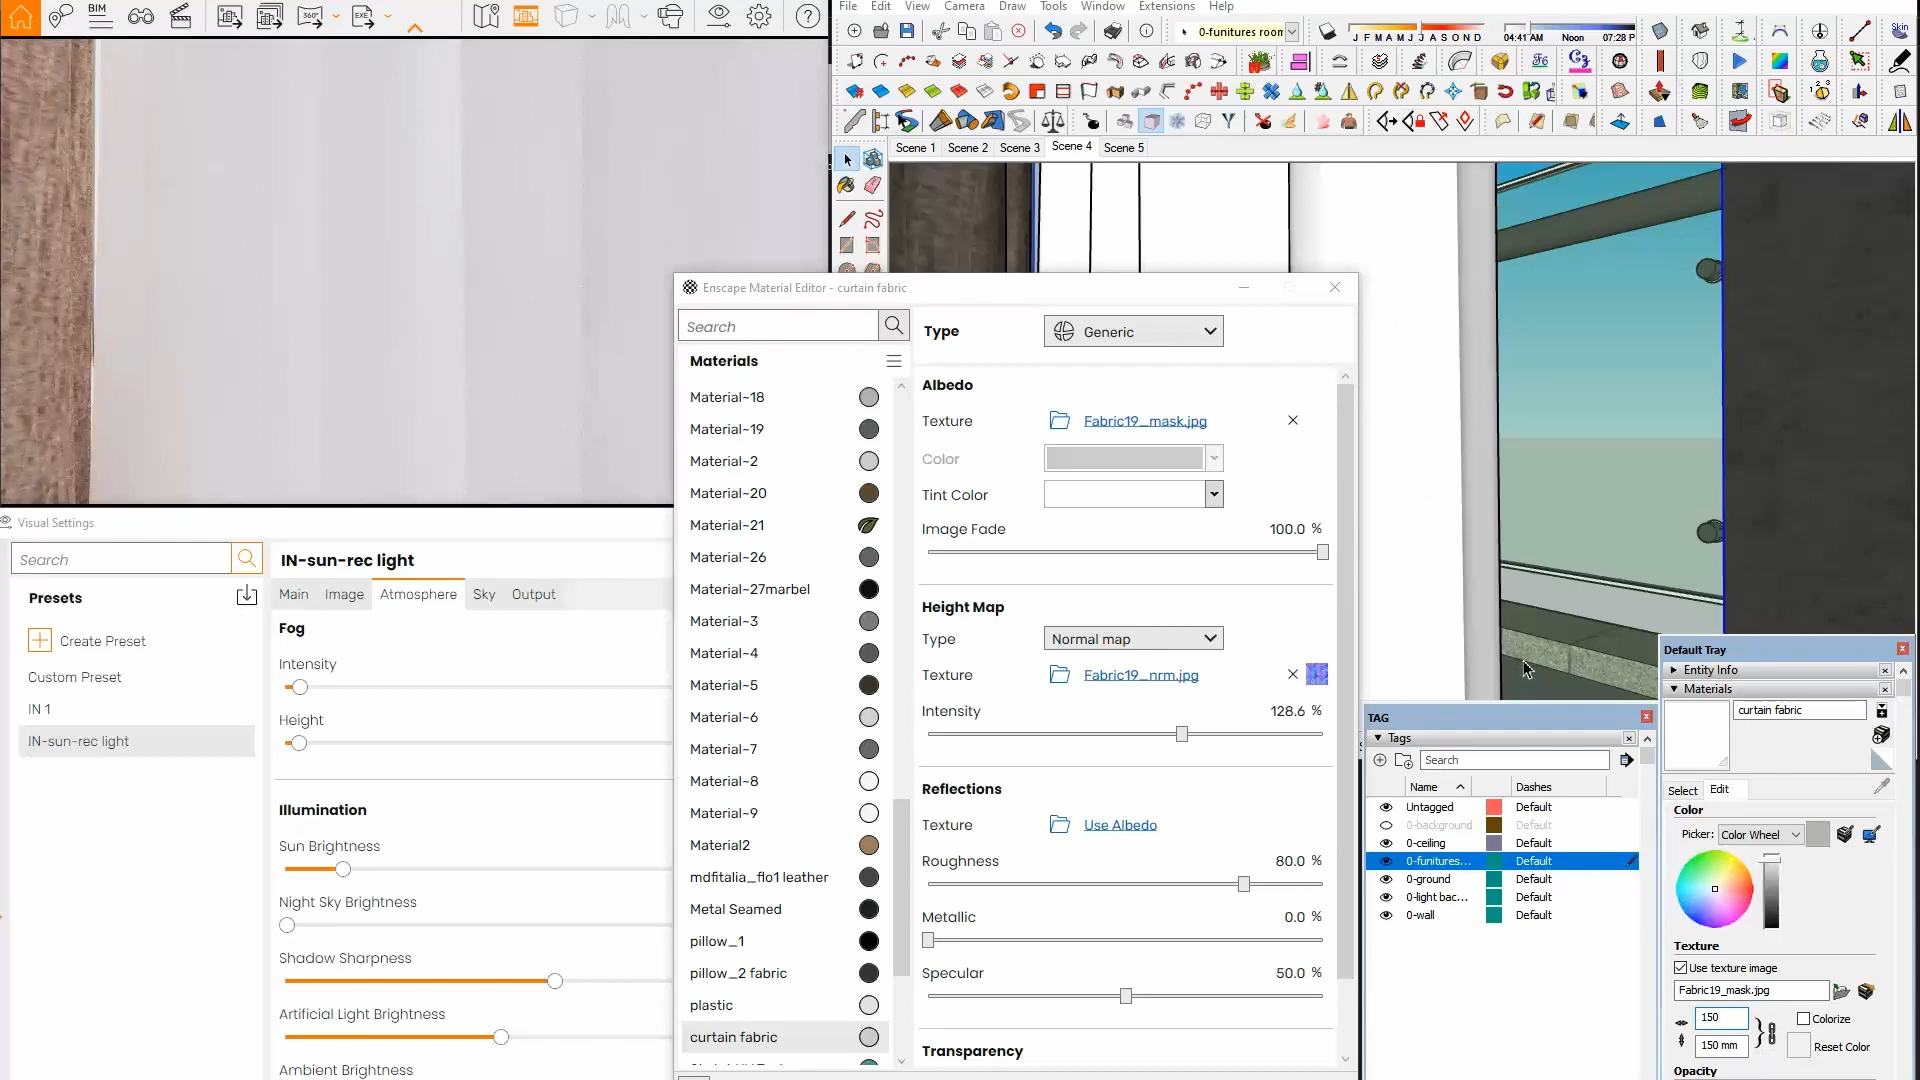 BIM
360°
EXE
File Edit View Camera Draw Tools Window Extensions Help
0-funitures room
J F M A M J J A S O N D
04:41 AM Noon 07:28 P
Skin
Scene 1 Scene 2 Scene 3 Scene 4 Scene 5
Enscape Material Editor - curtain fabric
Search
Type Generic
Materials
Material~18
Material~19
Material~2
Material~20
Material~21
Material~26
Material~27marbel
Material~3
Material~4
Material~5
Material~6
Material~7
Material~8
Material~9
Material2
mdfitalia_flo1 leather
Metal Seamed
pillow_1
pillow_2 fabric
plastic
curtain fabric
Albedo
Texture Fabric19_mask.jpg
Color
Tint Color
Image Fade 100.0 %
Height Map
Type Normal map
Texture Fabric19_nrm.jpg
Intensity 128.6 %
Reflections
Texture Use Albedo
Roughness 80.0 %
Metallic 0.0 %
Specular 50.0 %
Transparency
Visual Settings
Search
Presets
Create Preset
Custom Preset
IN 1
IN-sun-rec light
IN-sun-rec light
Main Image Atmosphere Sky Output
Fog
Intensity
Height
Illumination
Sun Brightness
Night Sky Brightness
Shadow Sharpness
Artificial Light Brightness
Ambient Brightness
TAG
Tags
Search
Name Dashes
Untagged Default
0-background Default
0-ceiling Default
0-funitures... Default
0-ground Default
0-light bac... Default
0-wall Default
Default Tray
Entity Info
Materials
curtain fabric
Select Edit
Color
Picker: Color Wheel
Texture
Use texture image
Fabric19_mask.jpg
150
Colorize
150 mm
Reset Color
Opacity